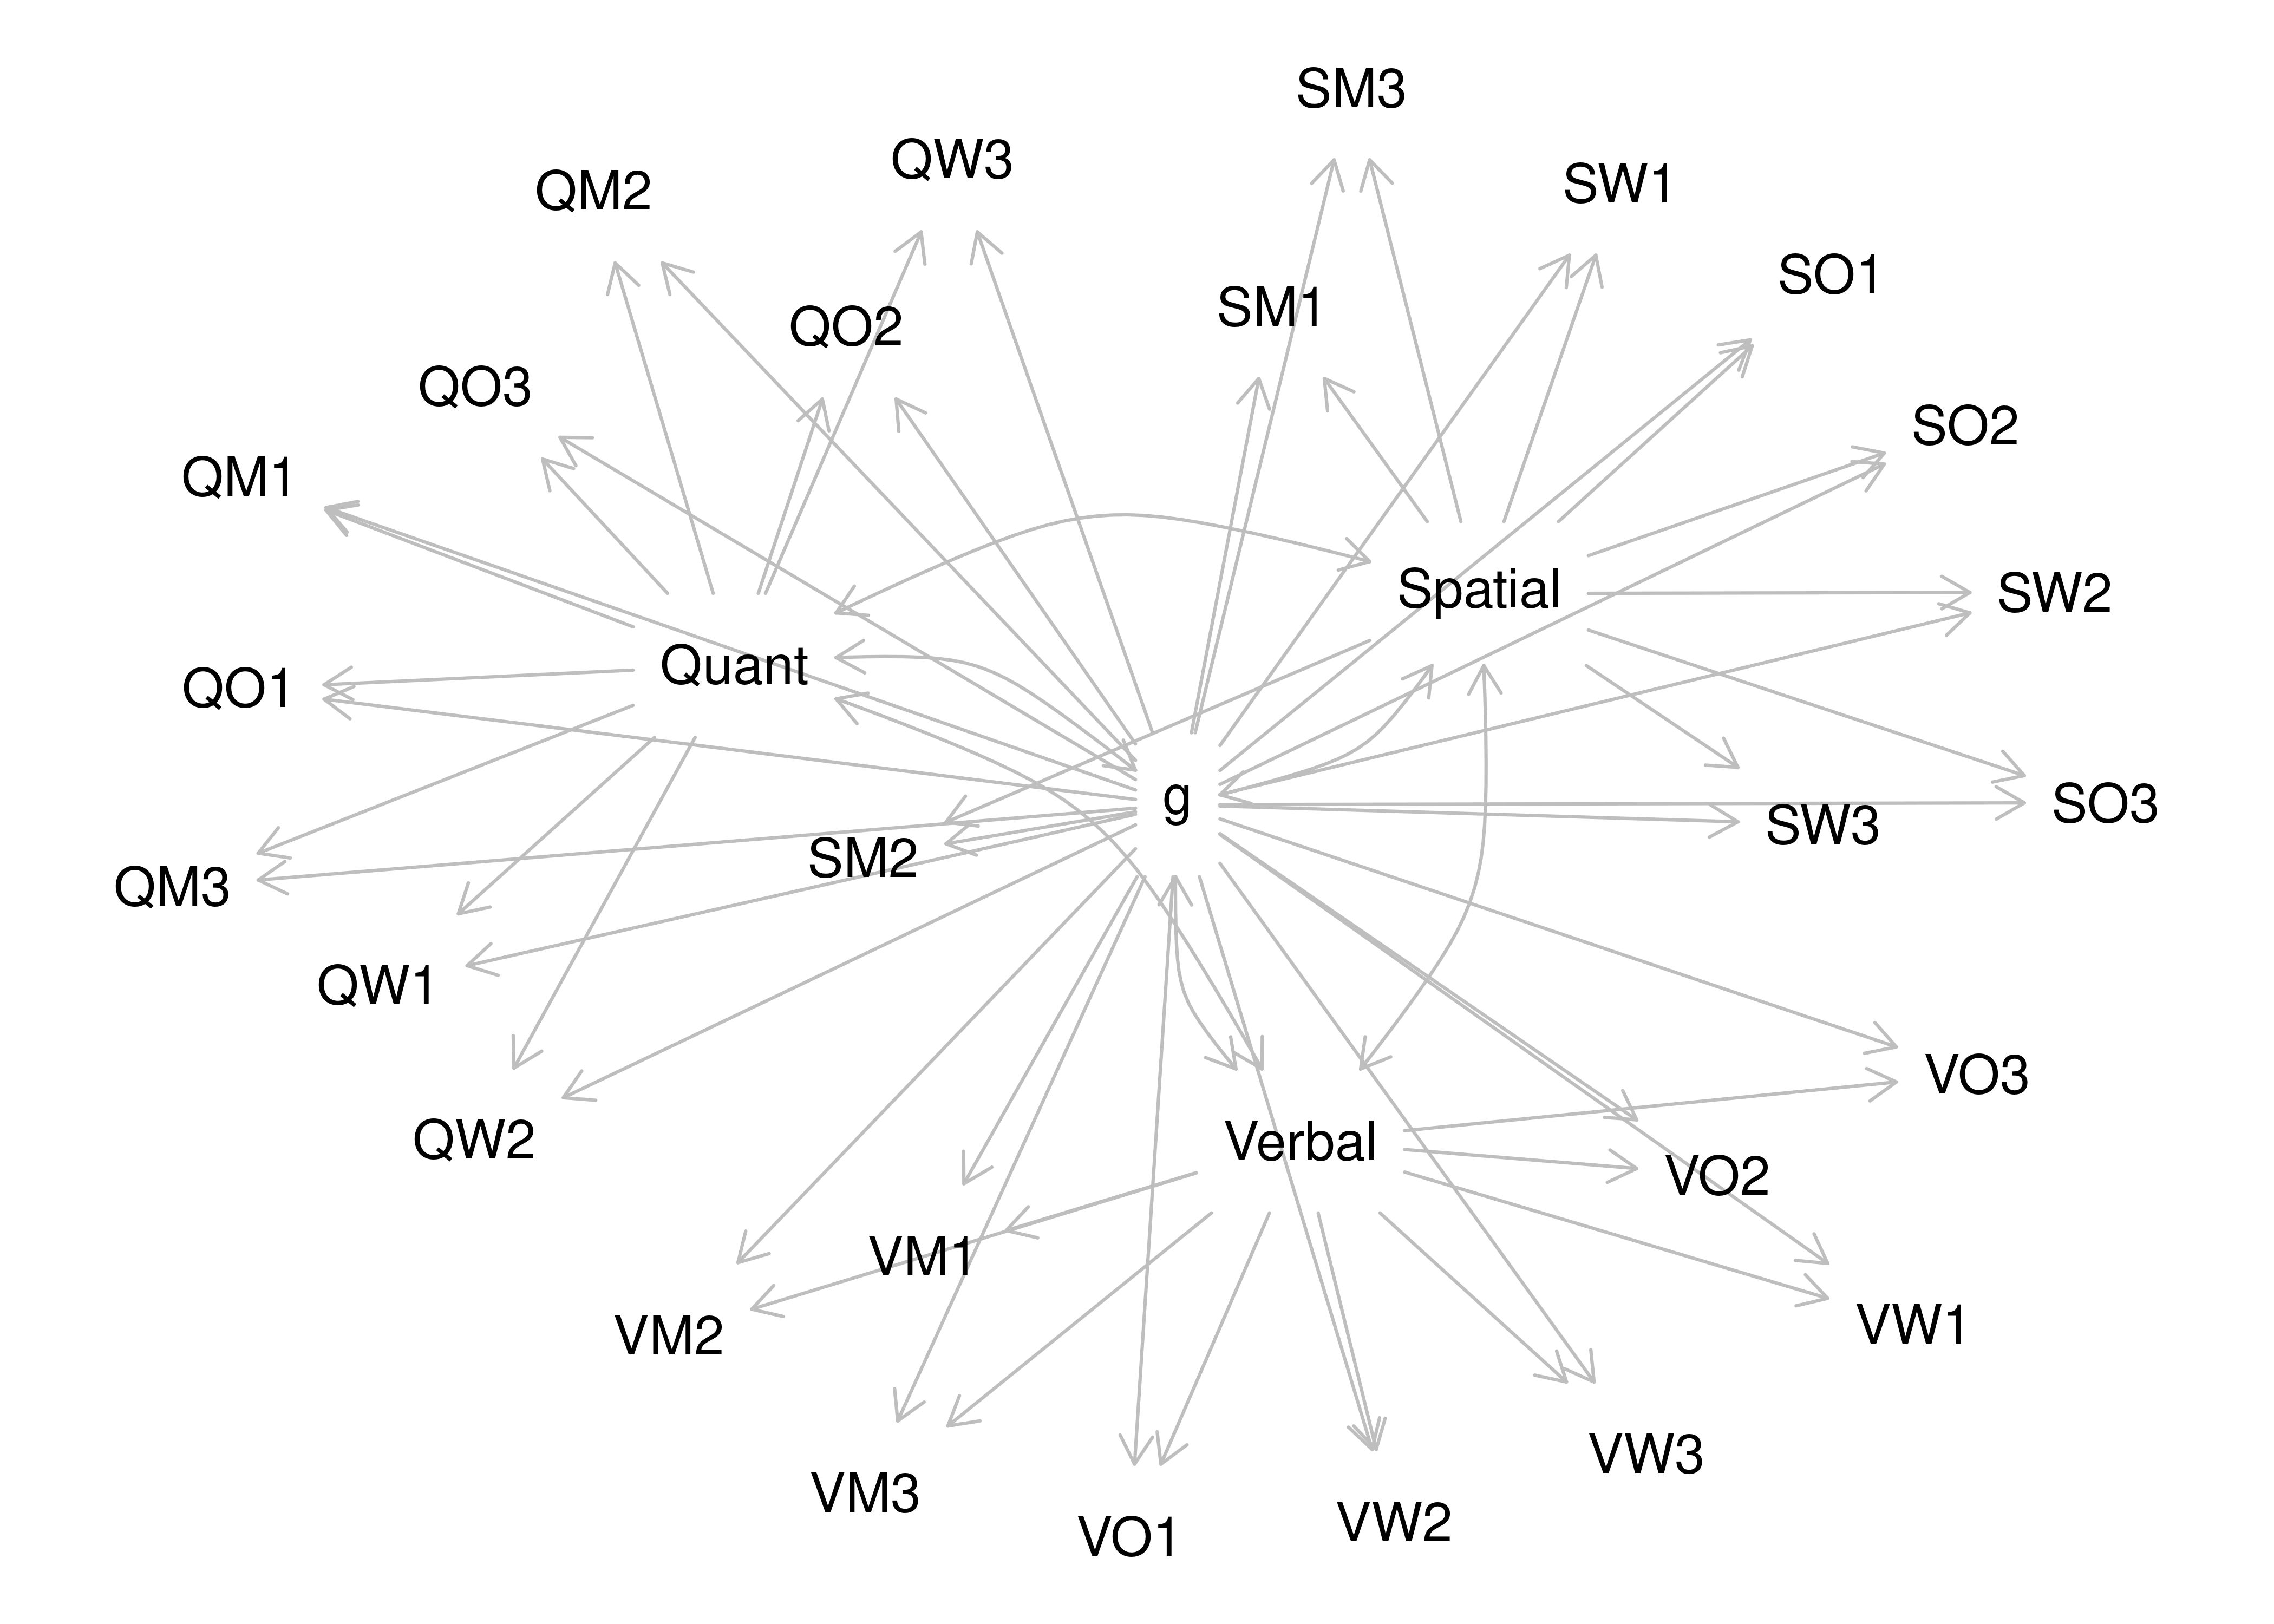 SM3
QW3
SW1
QM2
SO1
SM1
QO2
QO3
SO2
QM1
Spatial
SW2
Quant
QO1
g
SO3
SW3
SM2
QM3
QW1
VO3
QW2
Verbal
VO2
VM1
VW1
VM2
VW3
VM3
VW2
VO1